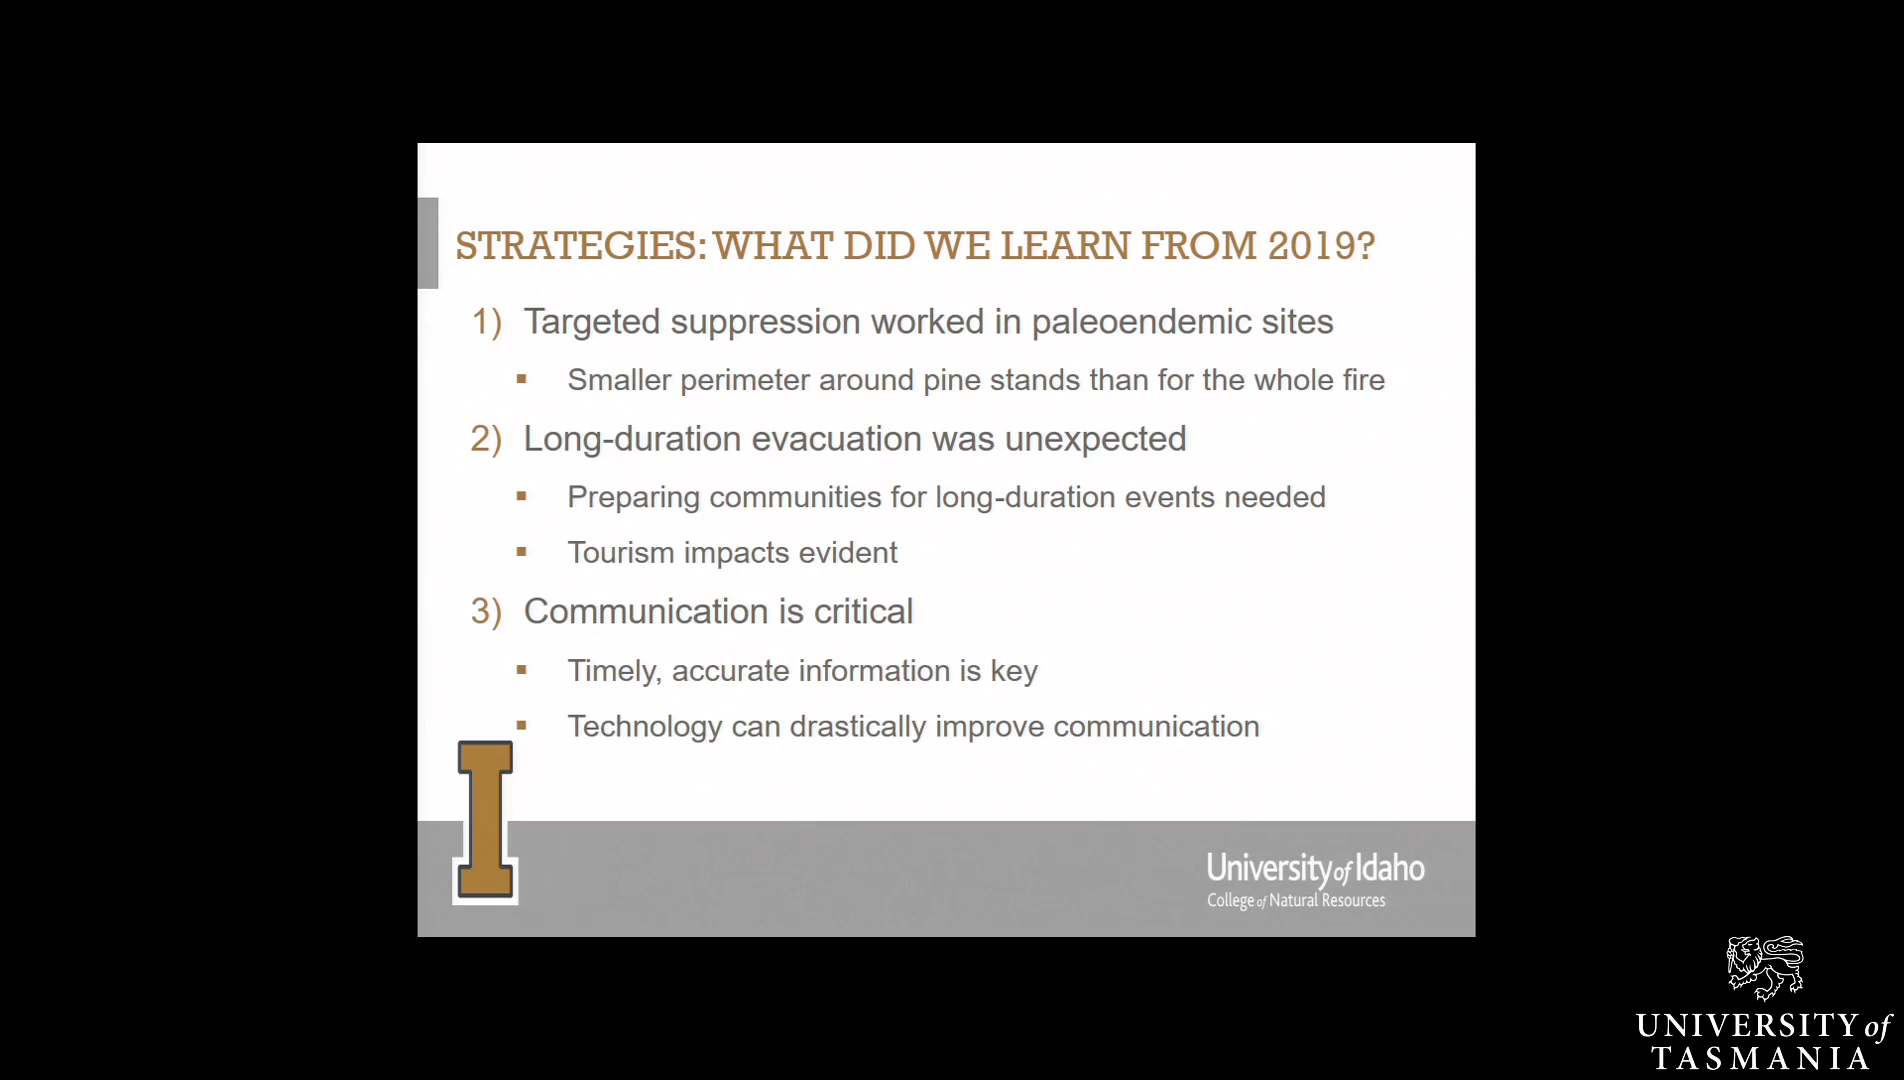 STRATEGIES: WHAT DID WE LEARN FROM 2019?
1) Targeted suppression worked in paleoendemic sites
▪ Smaller perimeter around pine stands than for the whole fire
2) Long-duration evacuation was unexpected
▪ Preparing communities for long-duration events needed
▪ Tourism impacts evident
3) Communication is critical
▪ Timely, accurate information is key
▪ Technology can drastically improve communication
I
University of Idaho
College of Natural Resources
UNIVERSITY of
TASMANIA